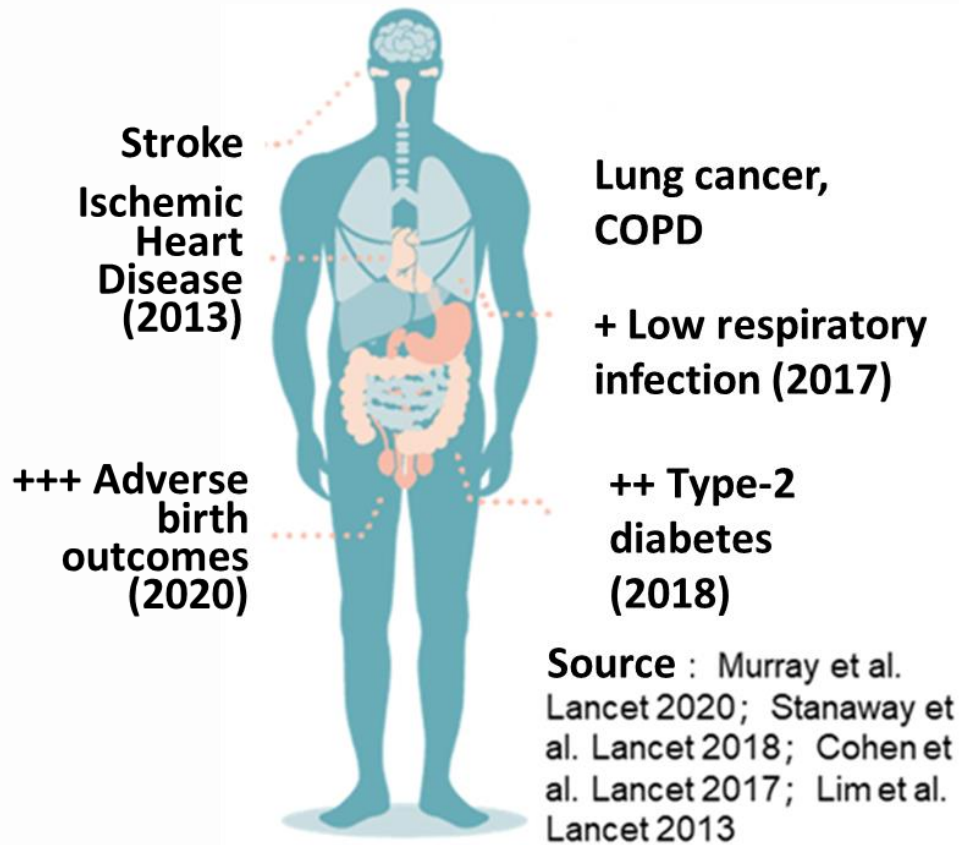 Stroke
Ischemic
Heart
Disease
(2013)
Lung cancer,
COPD
+ Low respiratory
infection (2017)
+++ Adverse
birth
outcomes
(2020)
++ Type-2
diabetes
(2018)
Source : Murray et al.
Lancet 2020; Stanaway et
al. Lancet 2018; Cohen et
al. Lancet 2017; Lim et al.
Lancet 2013